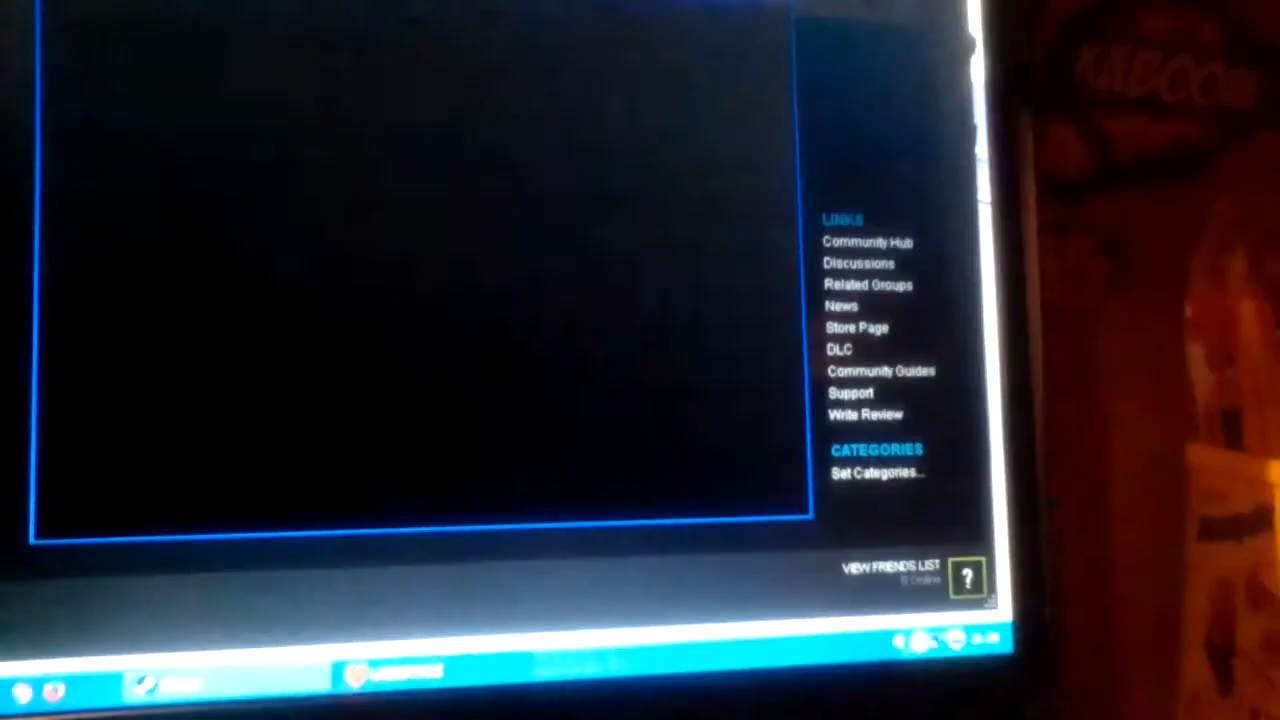 KABOOM
LINKS
Community Hub
Discussions
Related Groups
News
Store Page
DLC
Community Guides
Support
Write Review
CATEGORIES
Set Categories...
VIEW FRIENDS LIST
?